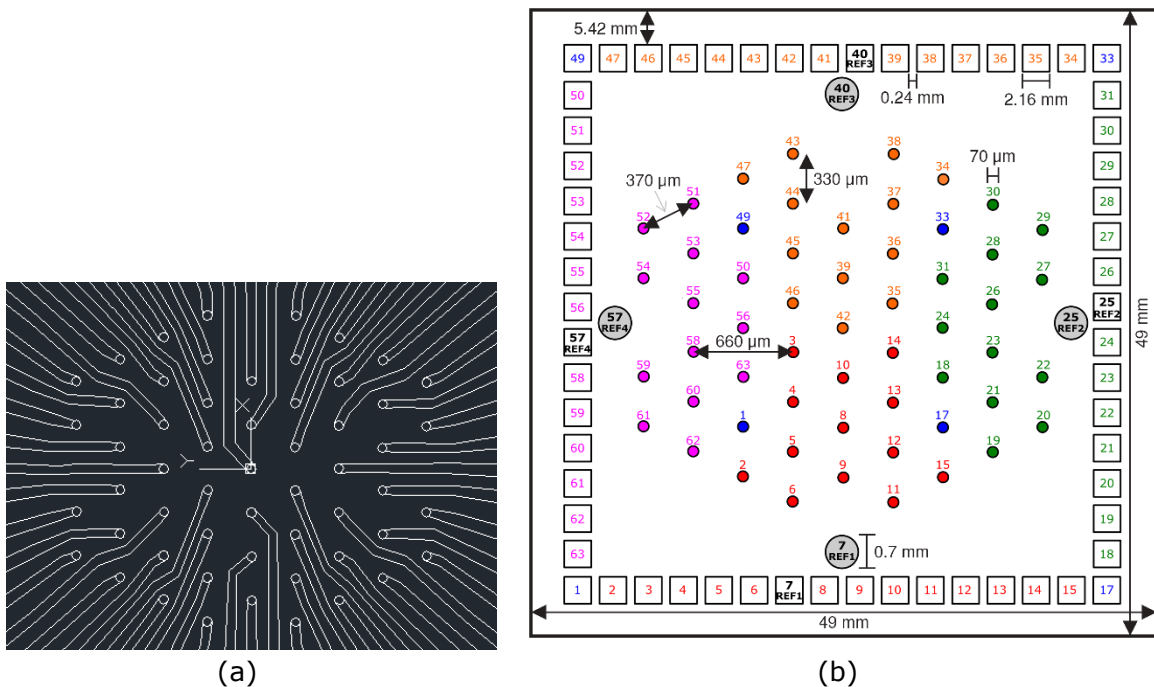 5.42 mm
49 47 46 45 44 43 42 41 40 REF3 39 38 37 36 35 34 33
40
REF3
0.24 mm
2.16 mm
50
51
52
53
54
55
56
57
REF4
58
59
60
61
62
63
31
30
29
28
27
26
25
REF2
24
23
22
21
20
19
18
43 38
47 34
70 µm
370 µm
330 µm
51 44 37 30
52 49 41 33 29
53 45 36 28
54 50 39 31 27
55 46 35 26
57
REF4
56 42 24
25
REF2
660 µm
58 3 14 23
59 63 10 18 22
60 4 13 21
61 1 8 17 20
62 5 12 19
2 9 15
6 11
7
REF1
0.7 mm
1 2 3 4 5 6 7 REF1 8 9 10 11 12 13 14 15 17
49 mm
49 mm
X
Y
(a)
(b)